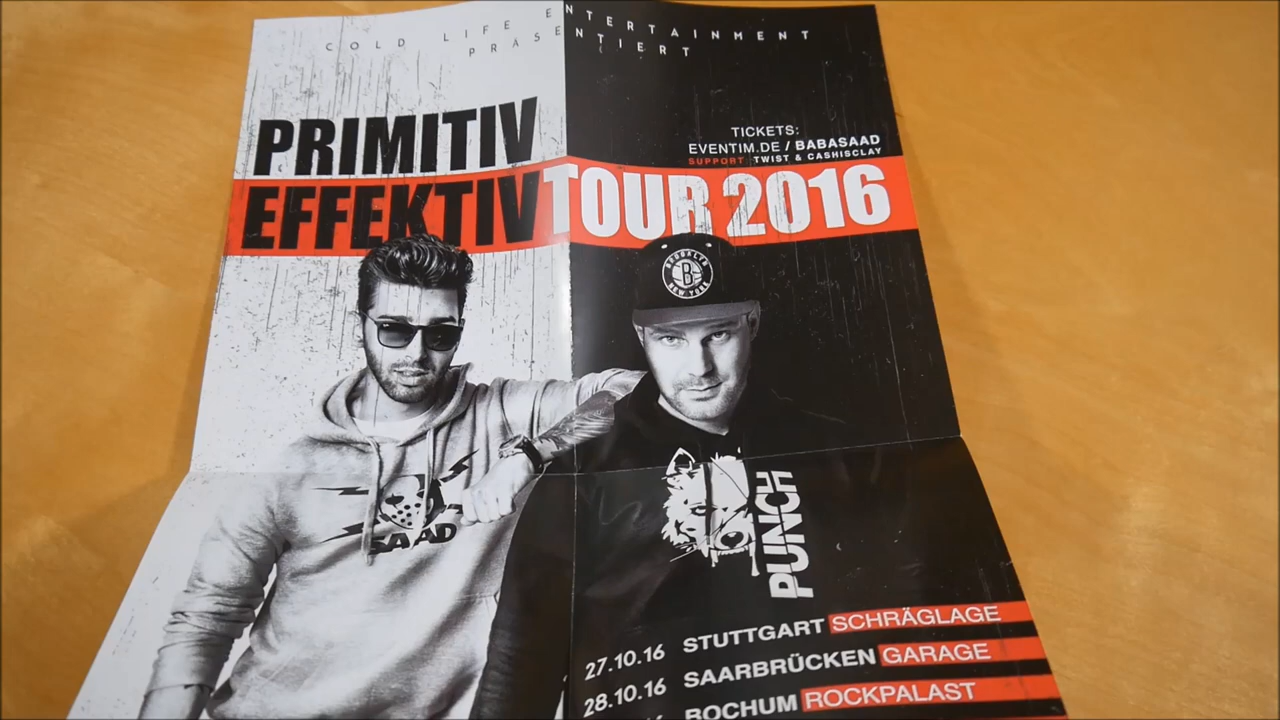 COLD LIFE ENTERTAINMENT
PRÄSENTIERT
PRIMITIV
EFFEKTIV TOUR 2016
TICKETS:
EVENTIM.DE / BABASAAD
SUPPORT TWIST & CASHISCLAY
BROOKLYN
B
NEW YORK
SAAD
PUNCH
27.10.16 STUTTGART SCHRÄGLAGE
28.10.16 SAARBRÜCKEN GARAGE
BOCHUM ROCKPALAST